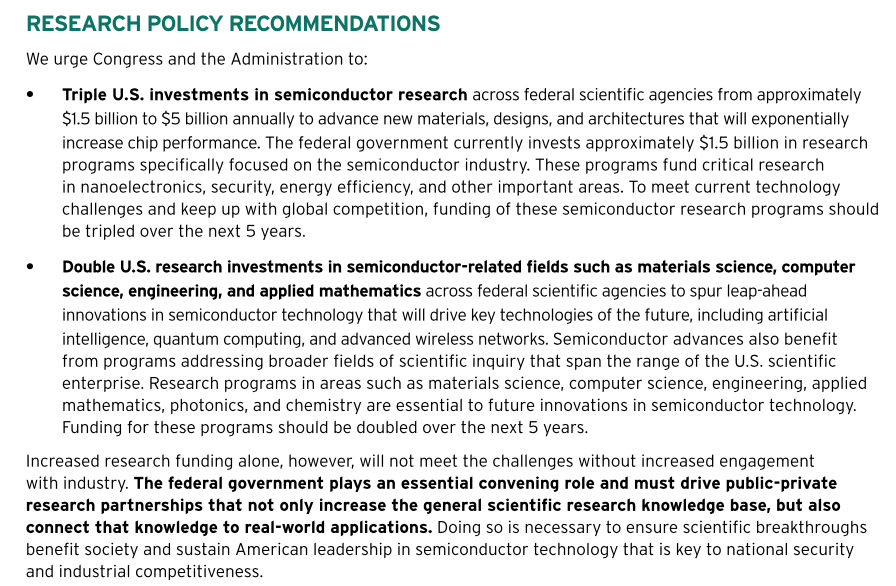 RESEARCH POLICY RECOMMENDATIONS
We urge Congress and the Administration to:
• Triple U.S. investments in semiconductor research across federal scientific agencies from approximately
$1.5 billion to $5 billion annually to advance new materials, designs, and architectures that will exponentially
increase chip performance. The federal government currently invests approximately $1.5 billion in research
programs specifically focused on the semiconductor industry. These programs fund critical research
in nanoelectronics, security, energy efficiency, and other important areas. To meet current technology
challenges and keep up with global competition, funding of these semiconductor research programs should
be tripled over the next 5 years.
• Double U.S. research investments in semiconductor-related fields such as materials science, computer
science, engineering, and applied mathematics across federal scientific agencies to spur leap-ahead
innovations in semiconductor technology that will drive key technologies of the future, including artificial
intelligence, quantum computing, and advanced wireless networks. Semiconductor advances also benefit
from programs addressing broader fields of scientific inquiry that span the range of the U.S. scientific
enterprise. Research programs in areas such as materials science, computer science, engineering, applied
mathematics, photonics, and chemistry are essential to future innovations in semiconductor technology.
Funding for these programs should be doubled over the next 5 years.
Increased research funding alone, however, will not meet the challenges without increased engagement
with industry. The federal government plays an essential convening role and must drive public-private
research partnerships that not only increase the general scientific research knowledge base, but also
connect that knowledge to real-world applications. Doing so is necessary to ensure scientific breakthroughs
benefit society and sustain American leadership in semiconductor technology that is key to national security
and industrial competitiveness.